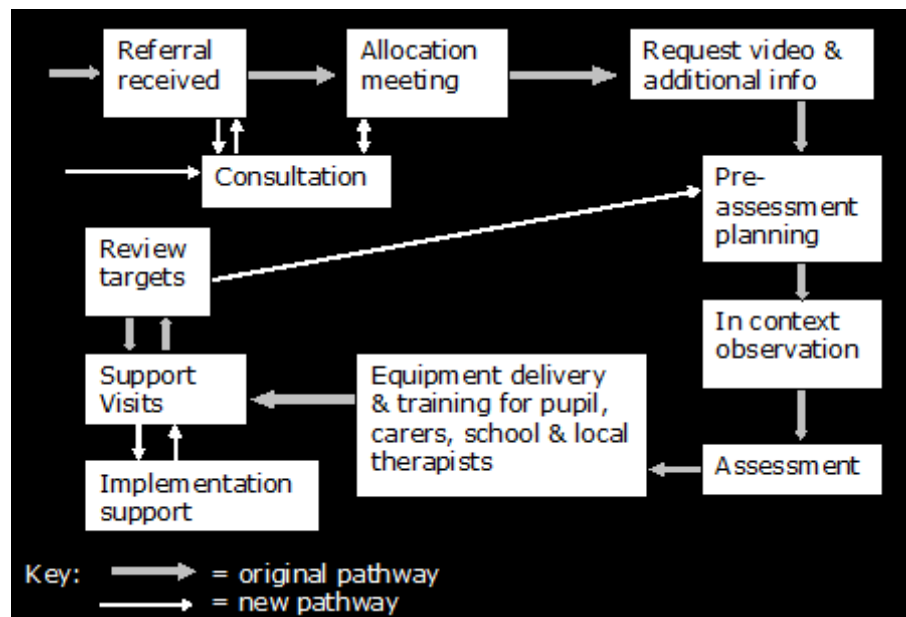 Referral
received
Allocation
meeting
Request video &
additional info
Consultation
Pre-
assessment
planning
Review
targets
In context
observation
Support
Visits
Equipment delivery
& training for pupil,
carers, school & local
therapists
Assessment
Implementation
support
Key:
= original pathway
= new pathway